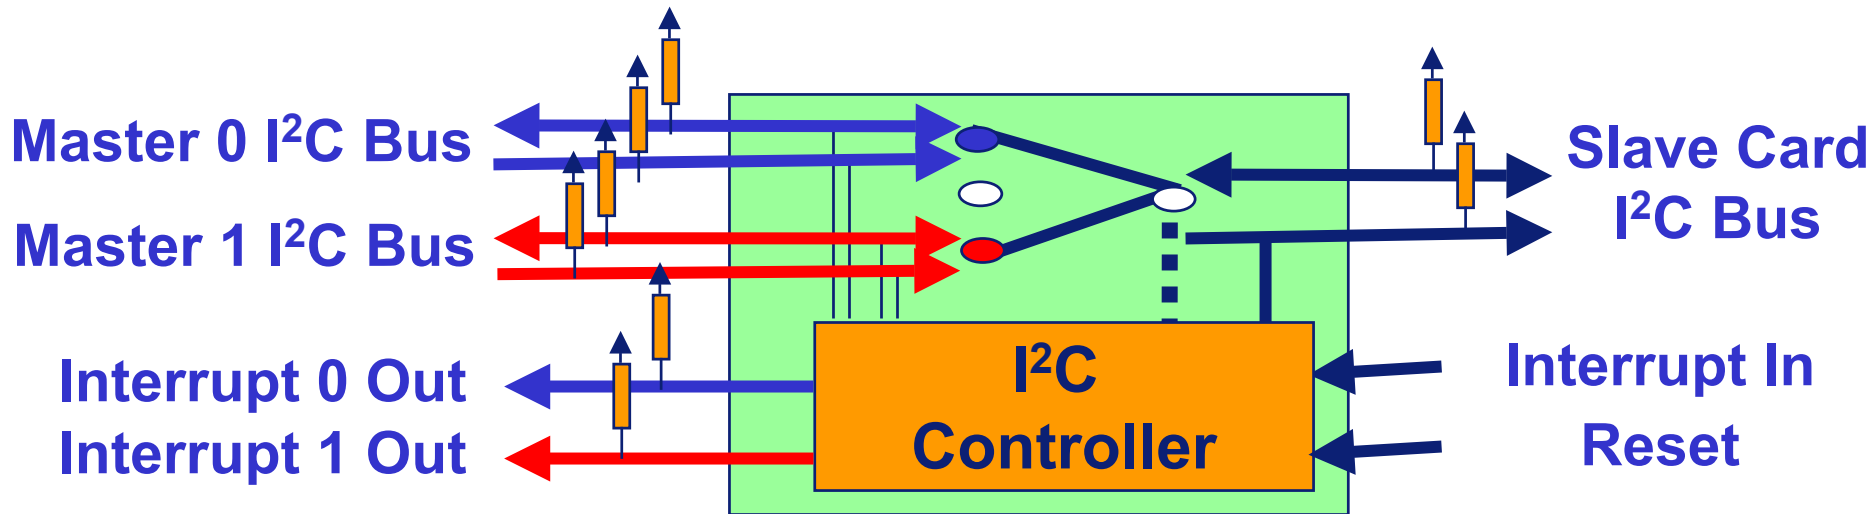 Master 0 I²C Bus
Master 1 I²C Bus
Interrupt 0 Out
Interrupt 1 Out
I²C
Controller
Slave Card
I²C Bus
Interrupt In
Reset